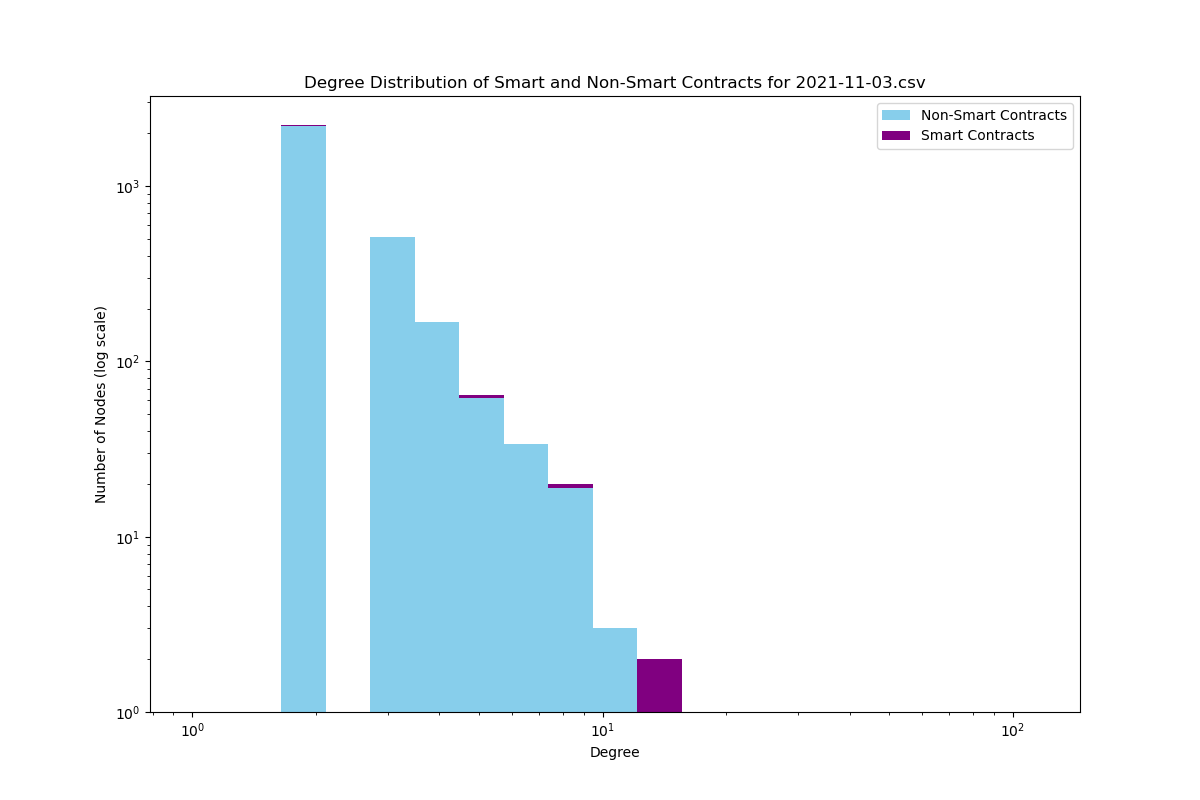 Degree Distribution of Smart and Non-Smart Contracts for 2021-11-03.csv
Non-Smart Contracts
Smart Contracts
Number of Nodes (log scale)
10³
10²
10¹
10⁰
10⁰ 10¹ 10²
Degree